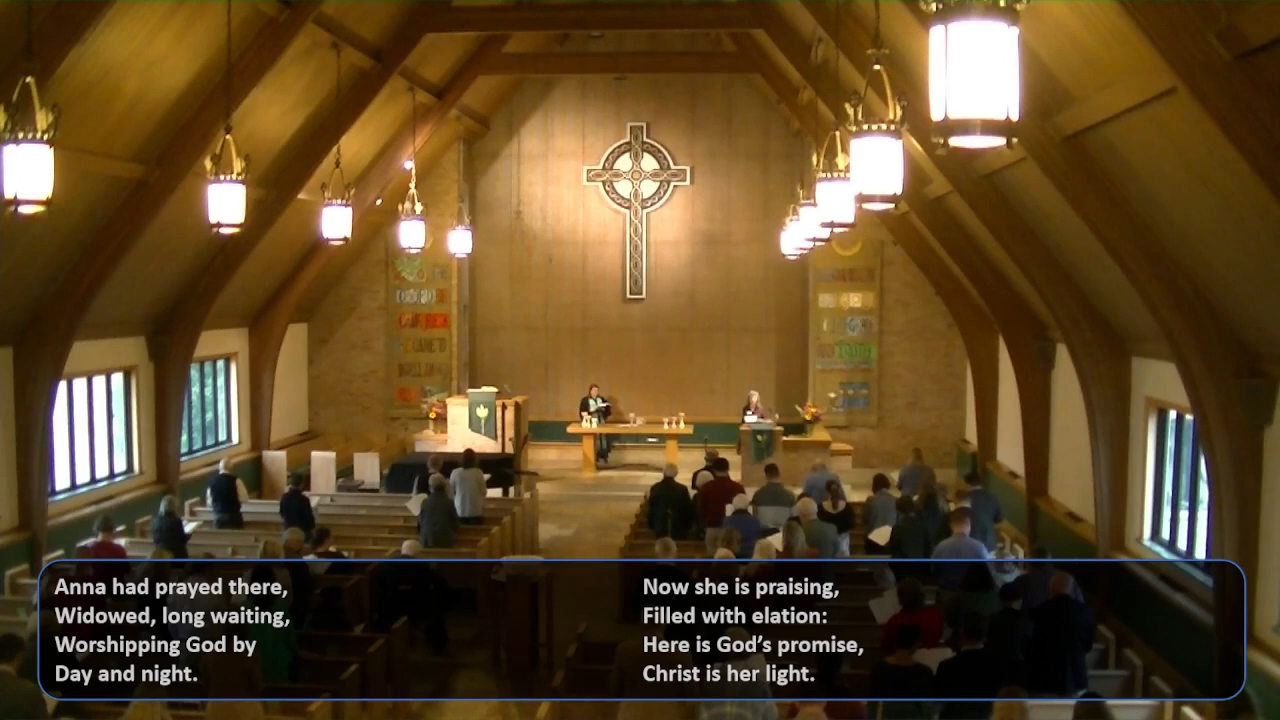 Anna had prayed there,
Widowed, long waiting,
Worshipping God by
Day and night.
Now she is praising,
Filled with elation:
Here is God's promise,
Christ is her light.